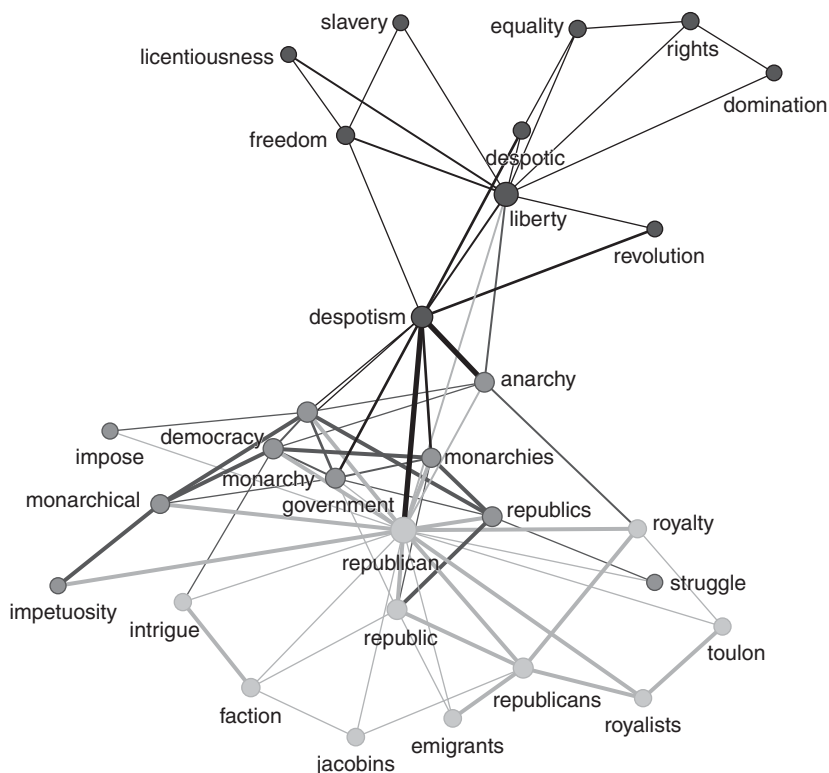 slavery
equality
rights
licentiousness
domination
freedom
despotic
liberty
revolution
despotism
anarchy
democracy
impose
monarchies
monarchy
monarchical
government
republics
royalty
republican
struggle
impetuosity
intrigue
republic
toulon
republicans
faction
royalists
emigrants
jacobins